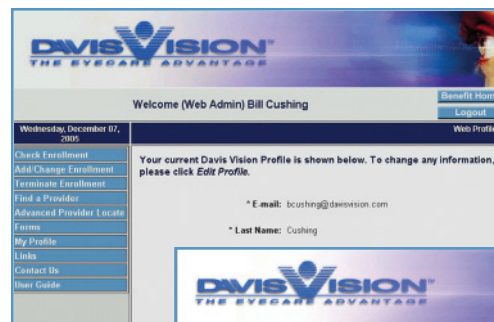 DAVIS VISION
THE EYECARE ADVANTAGE
Welcome (Web Admin) Bill Cushing
Benefit Hom
Logout
Wednesday, December 07,
2005
Web Profile
Check Enrollment
Add/Change Enrollment
Terminate Enrollment
Find a Provider
Advanced Provider Locate
Forms
My Profile
Links
Contact Us
User Guide
Your current Davis Vision Profile is shown below. To change any information,
please click Edit Profile.
* E-mail: bcushing@davisvision.com
* Last Name: Cushing
DAVIS VISION
THE EYECARE ADVANTAGE